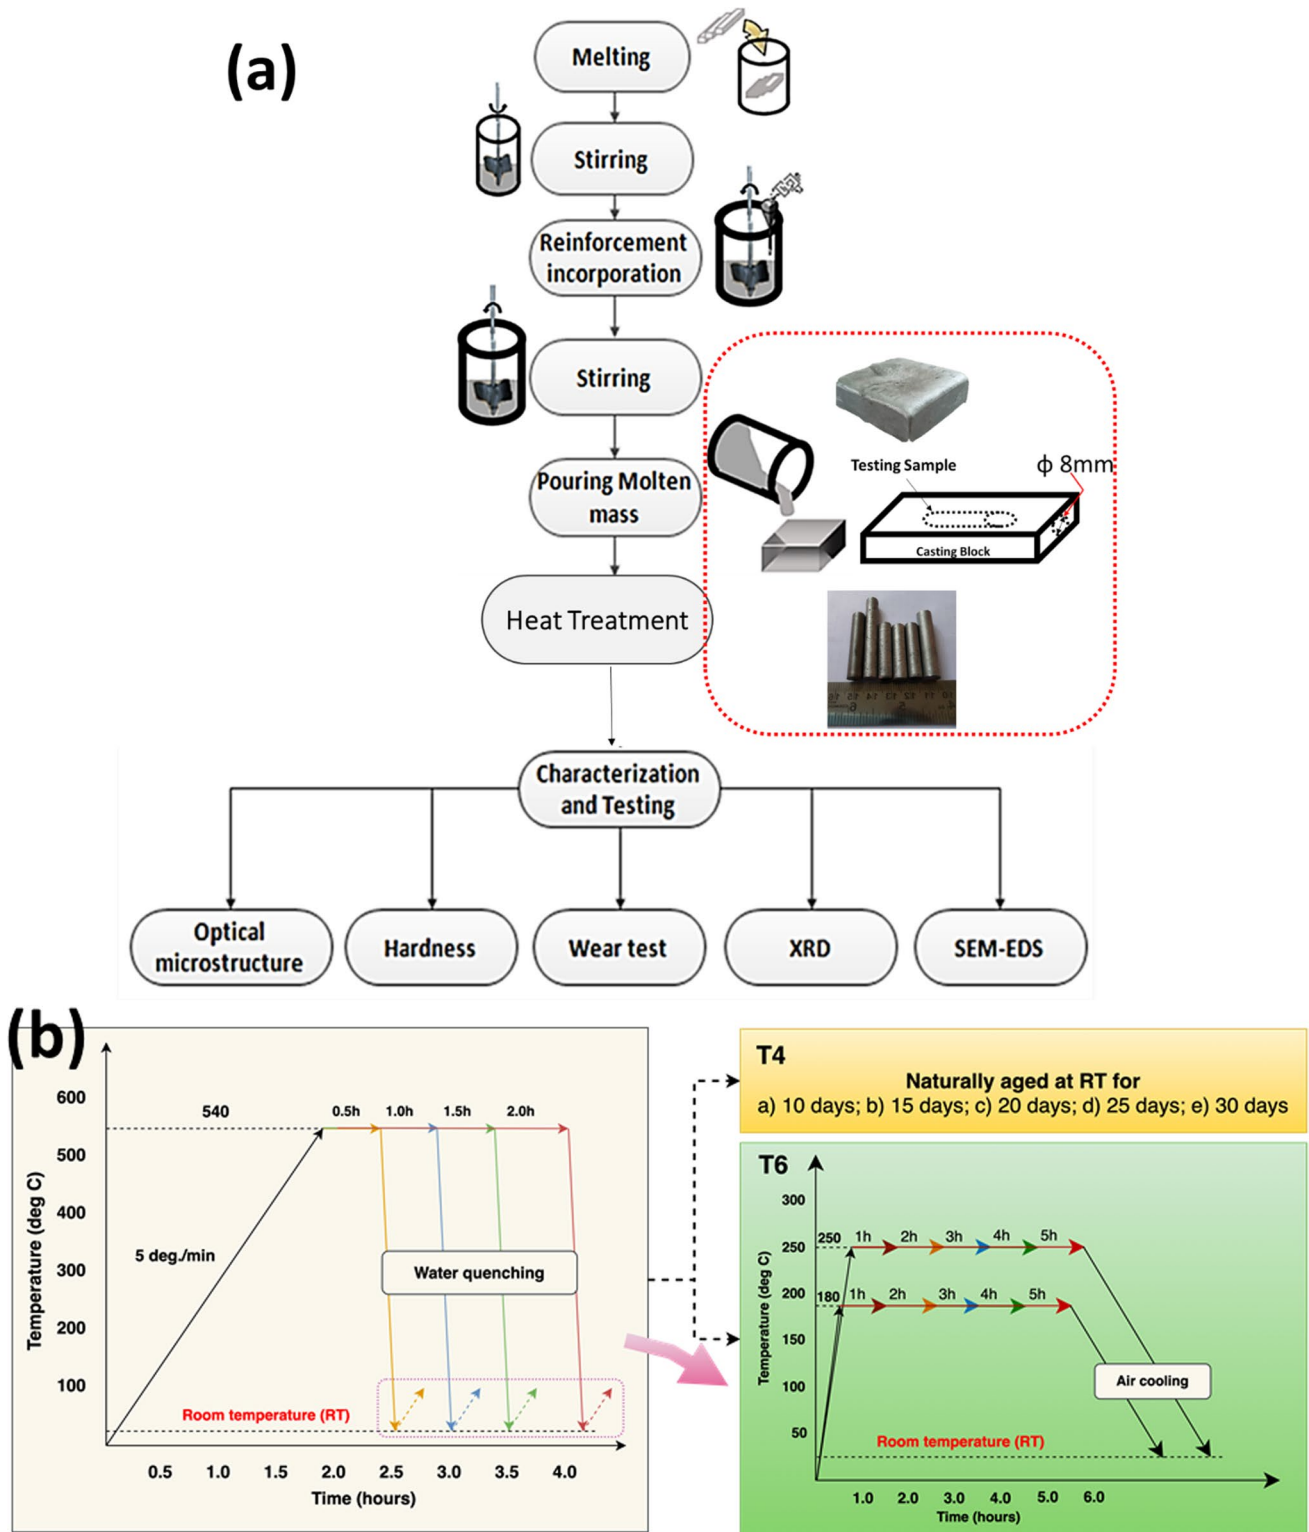 (a)
Melting
Stirring
Reinforcement
incorporation
Stirring
Pouring Molten
mass
Testing Sample
ϕ 8mm
Casting Block
Heat Treatment
Characterization
and Testing
Optical
microstructure
Hardness
Wear test
XRD
SEM-EDS
(b)
Temperature (deg C)
600
500
400
300
200
100
540
0.5h
1.0h
1.5h
2.0h
5 deg./min
Water quenching
Room temperature (RT)
0.5 1.0 1.5 2.0 2.5 3.0 3.5 4.0
Time (hours)
T4
Naturally aged at RT for
a) 10 days; b) 15 days; c) 20 days; d) 25 days; e) 30 days
T6
Temperature (deg C)
300
250
200
150
100
50
250
1h 2h 3h 4h 5h
180
1h 2h 3h 4h 5h
Air cooling
Room temperature (RT)
1.0 2.0 3.0 4.0 5.0 6.0
Time (hours)